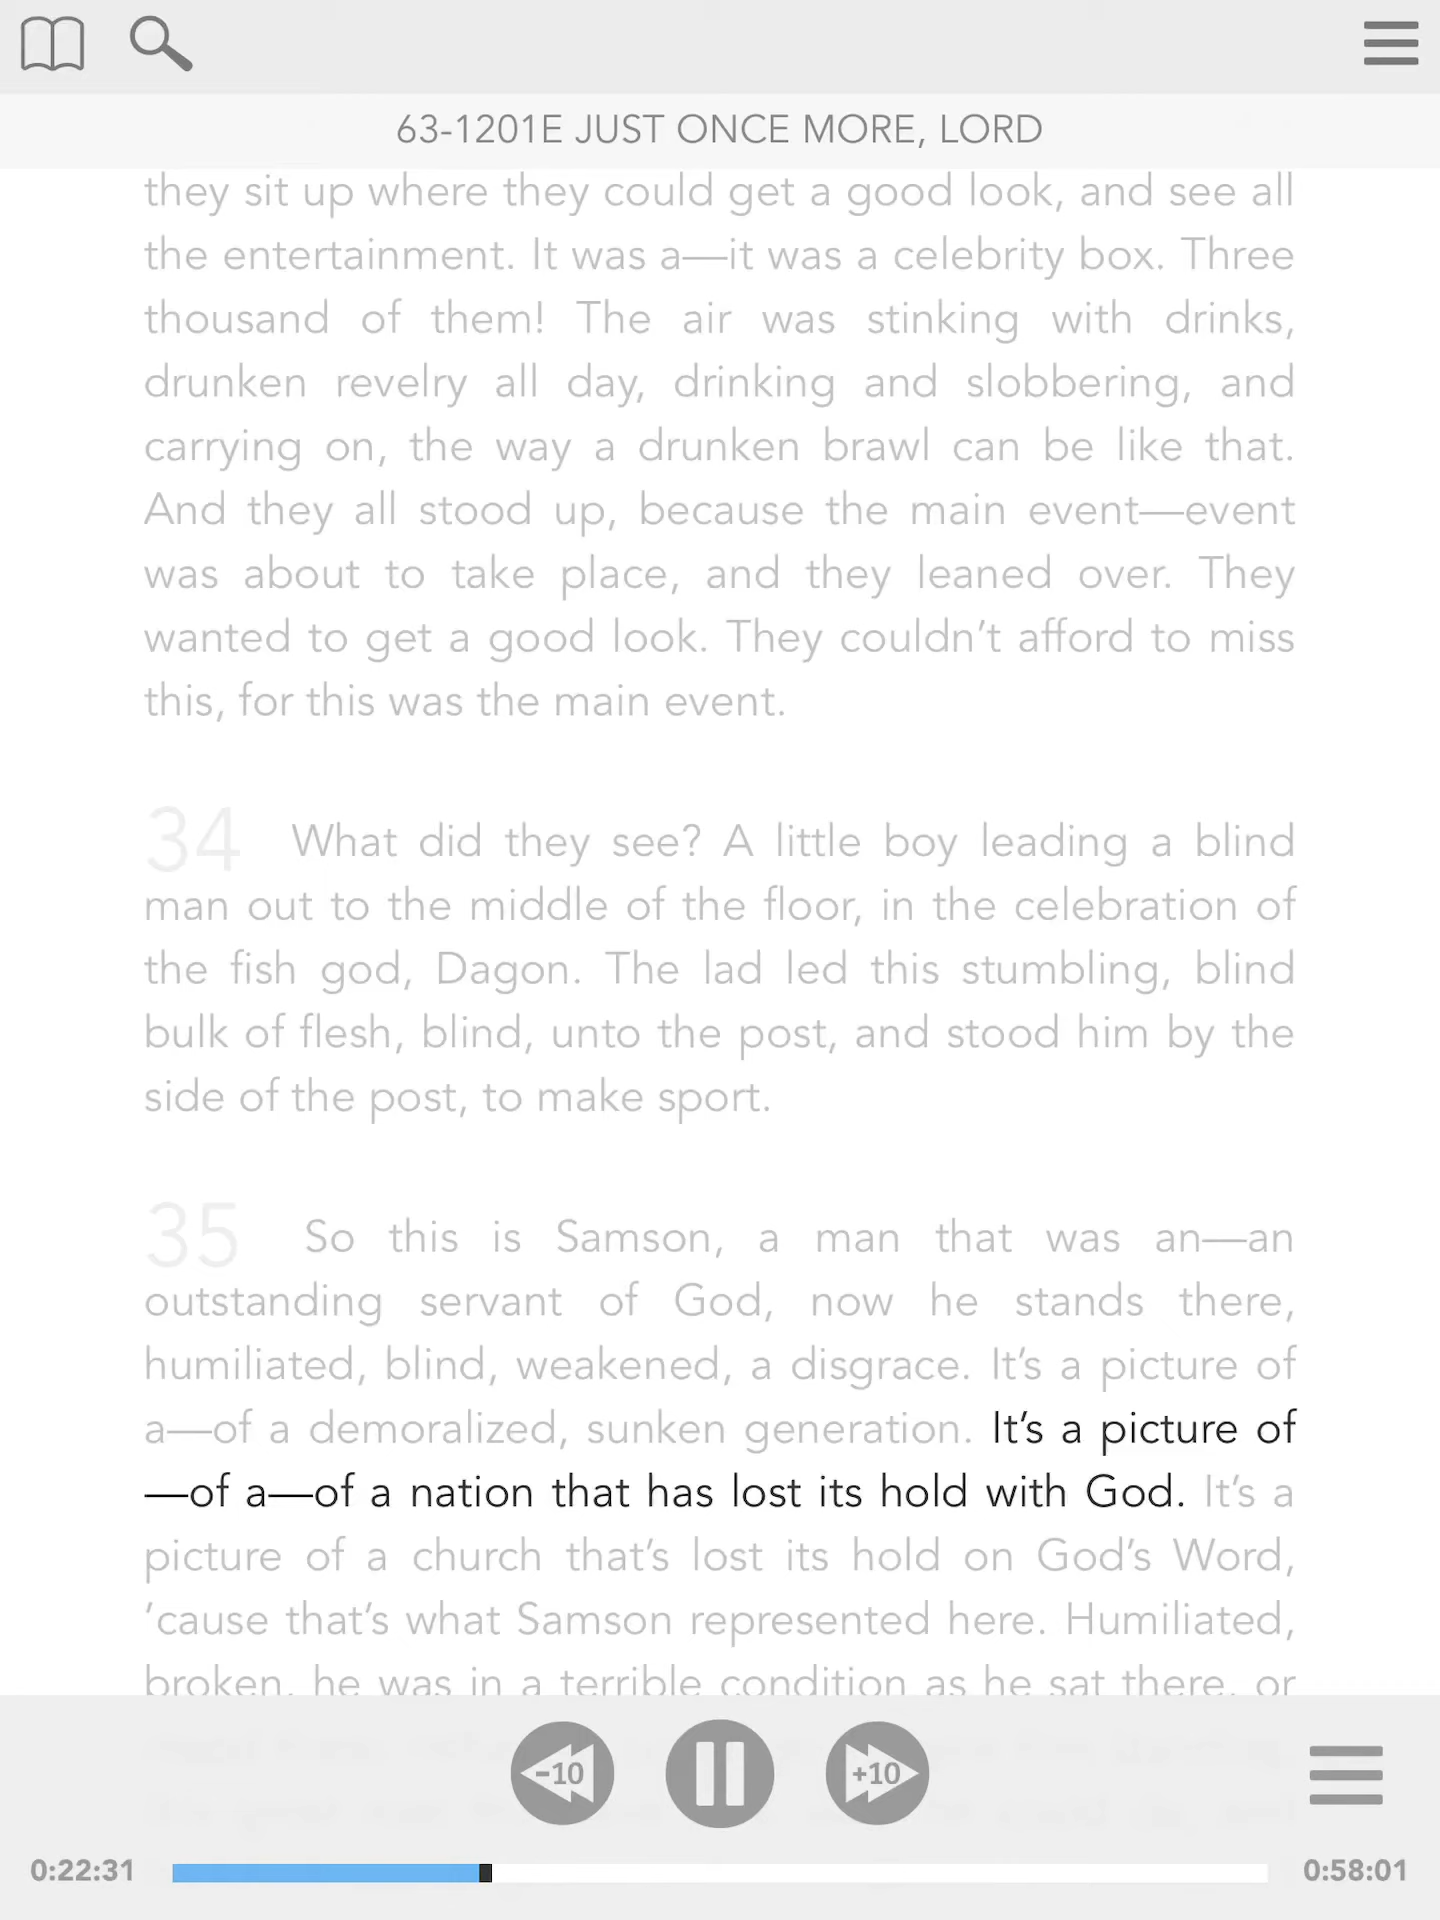 63-1201E JUST ONCE MORE, LORD
they sit up where they could get a good look, and see all
the entertainment. It was a—it was a celebrity box. Three
thousand of them! The air was stinking with drinks,
drunken revelry all day, drinking and slobbering, and
carrying on, the way a drunken brawl can be like that.
And they all stood up, because the main event—event
was about to take place, and they leaned over. They
wanted to get a good look. They couldn’t afford to miss
this, for this was the main event.
34 What did they see? A little boy leading a blind
man out to the middle of the floor, in the celebration of
the fish god, Dagon. The lad led this stumbling, blind
bulk of flesh, blind, unto the post, and stood him by the
side of the post, to make sport.
35 So this is Samson, a man that was an—an
outstanding servant of God, now he stands there,
humiliated, blind, weakened, a disgrace. It’s a picture of
a—of a demoralized, sunken generation. It’s a picture of
—of a—of a nation that has lost its hold with God. It’s a
picture of a church that’s lost its hold on God’s Word,
’cause that’s what Samson represented here. Humiliated,
broken, he was in a terrible condition as he sat there, or
-10 +10
0:22:31 0:58:01